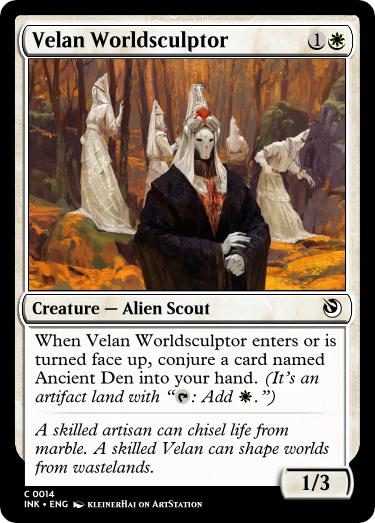 Velan Worldsculptor 1
Creature — Alien Scout
When Velan Worldsculptor enters or is
turned face up, conjure a card named
Ancient Den into your hand. (It's an
artifact land with “: Add .”)
A skilled artisan can chisel life from
marble. A skilled Velan can shape worlds
from wastelands.
1/3
C 0014
INK • ENG KLEINERHAI ON ARTSTATION